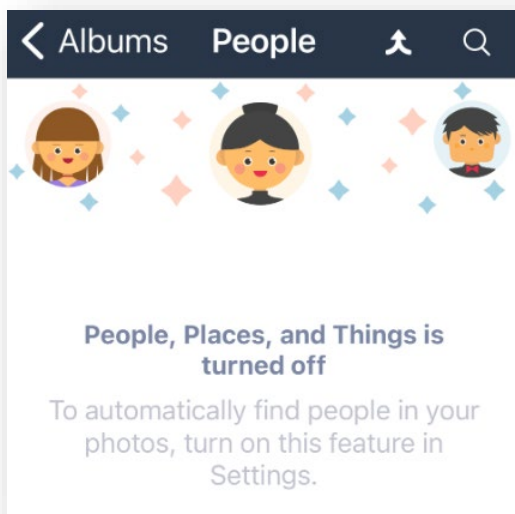 Albums People
People, Places, and Things is
turned off
To automatically find people in your
photos, turn on this feature in
Settings.